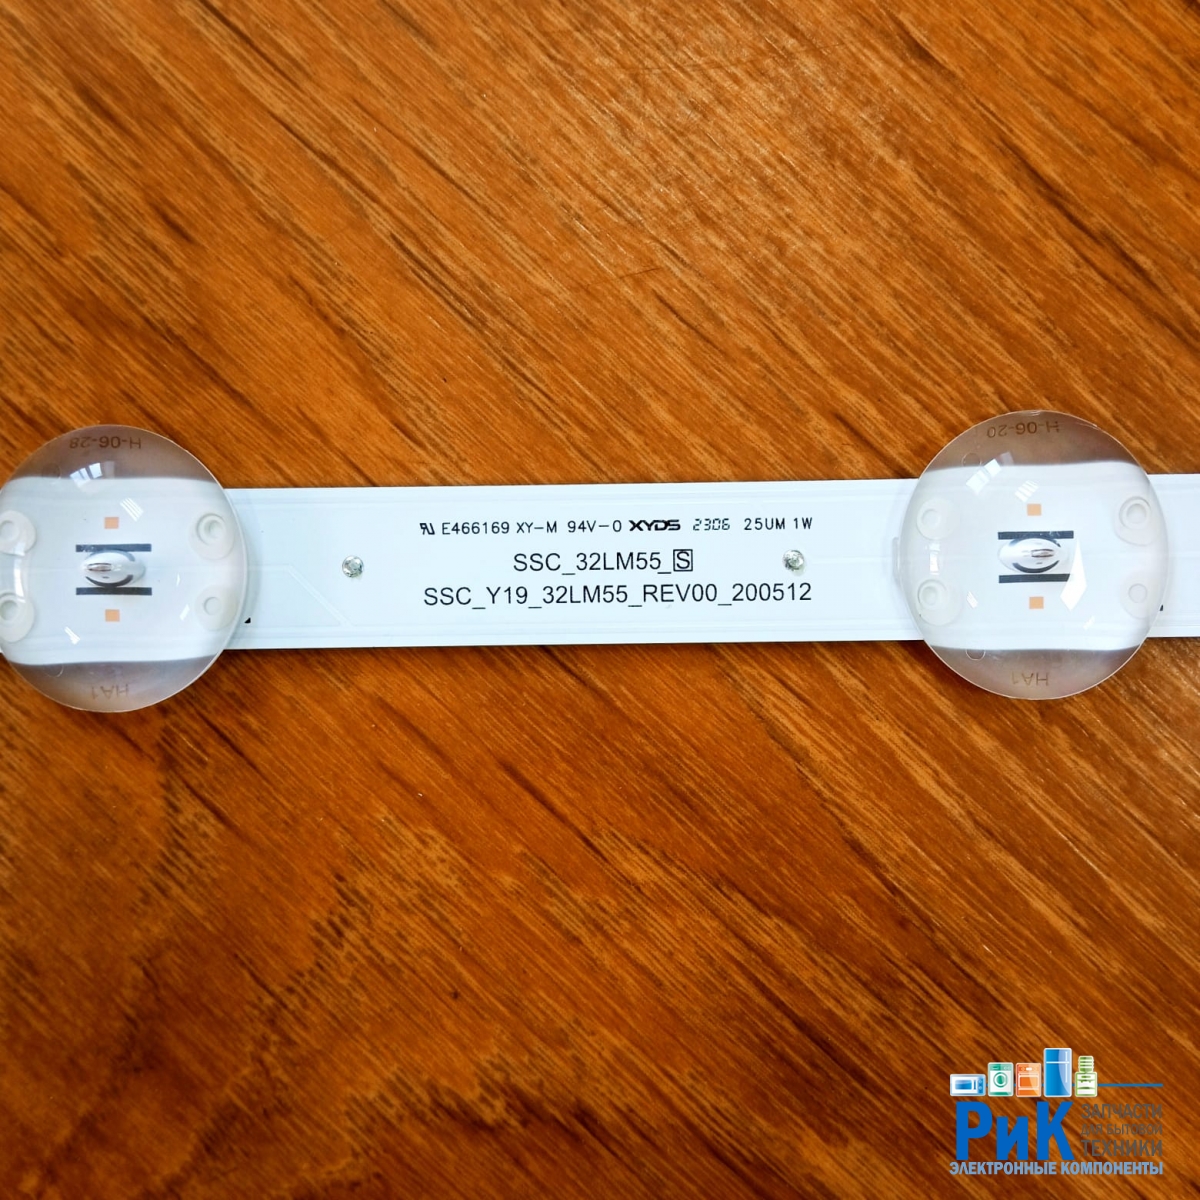 H-06-28
H-06-20
E466169 XY-M 94V-0 XYDS 2306 25UM 1W
SSC_32LM55_S
SSC_Y19_32LM55_REV00_200512
HA1
HA1
РиК
ЗАПЧАСТИ
ДЛЯ БЫТОВОЙ
ТЕХНИКИ
ЭЛЕКТРОННЫЕ КОМПОНЕНТЫ